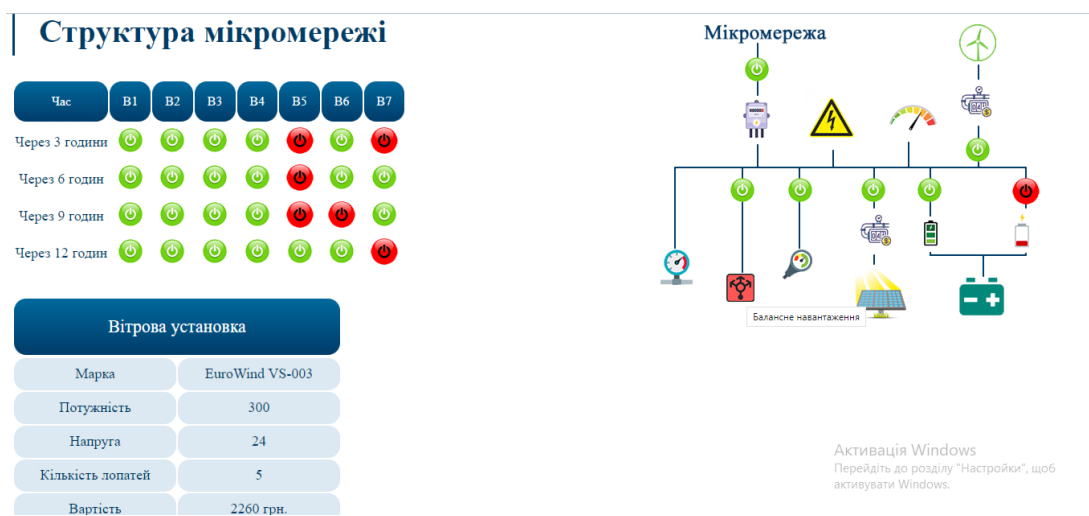 Структура мікромережі
Мікромережа
Час B1 B2 B3 B4 B5 B6 B7
Через 3 години
Через 6 годин
Через 9 годин
Через 12 годин
Балансне навантаження
Вітрова установка
Марка EuroWind VS-003
Потужність 300
Напруга 24
Кількість лопатей 5
Вартість 2260 грн.
Активація Windows
Перейдіть до розділу "Настройки", щоб
активувати Windows.